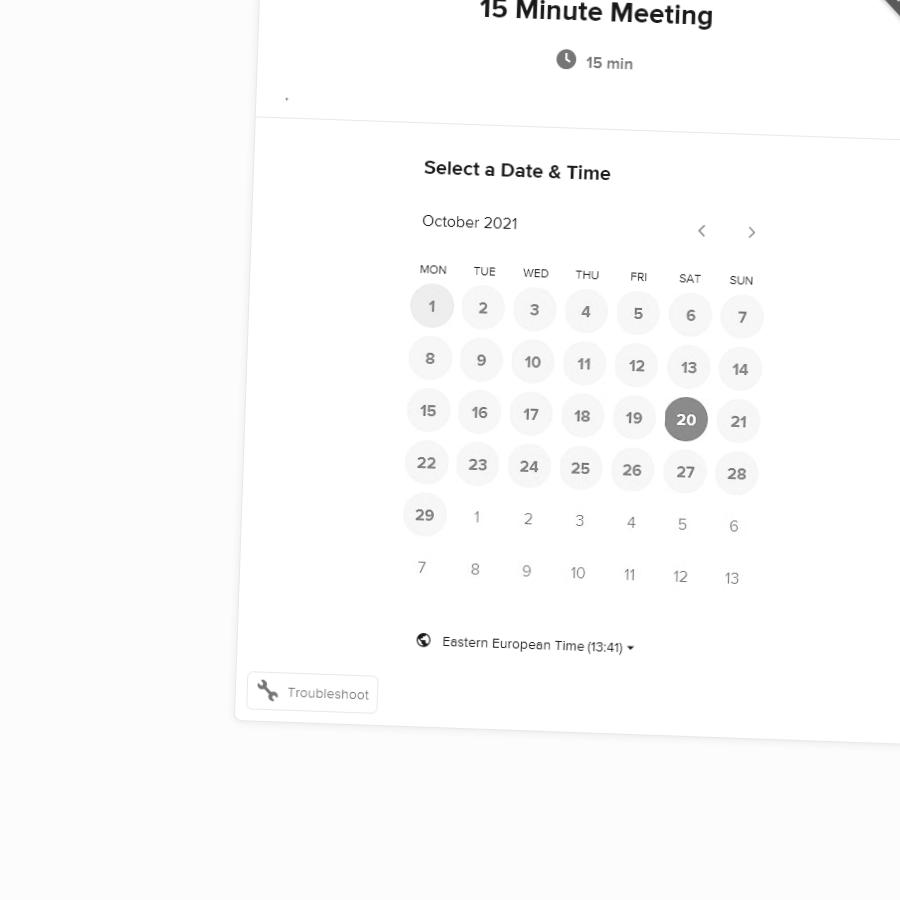 15 Minute Meeting
15 min
Select a Date & Time
October 2021
MON TUE WED THU FRI SAT SUN
1 2 3 4 5 6 7
8 9 10 11 12 13 14
15 16 17 18 19 20 21
22 23 24 25 26 27 28
29 1 2 3 4 5 6
7 8 9 10 11 12 13
Eastern European Time (13:41)
Troubleshoot